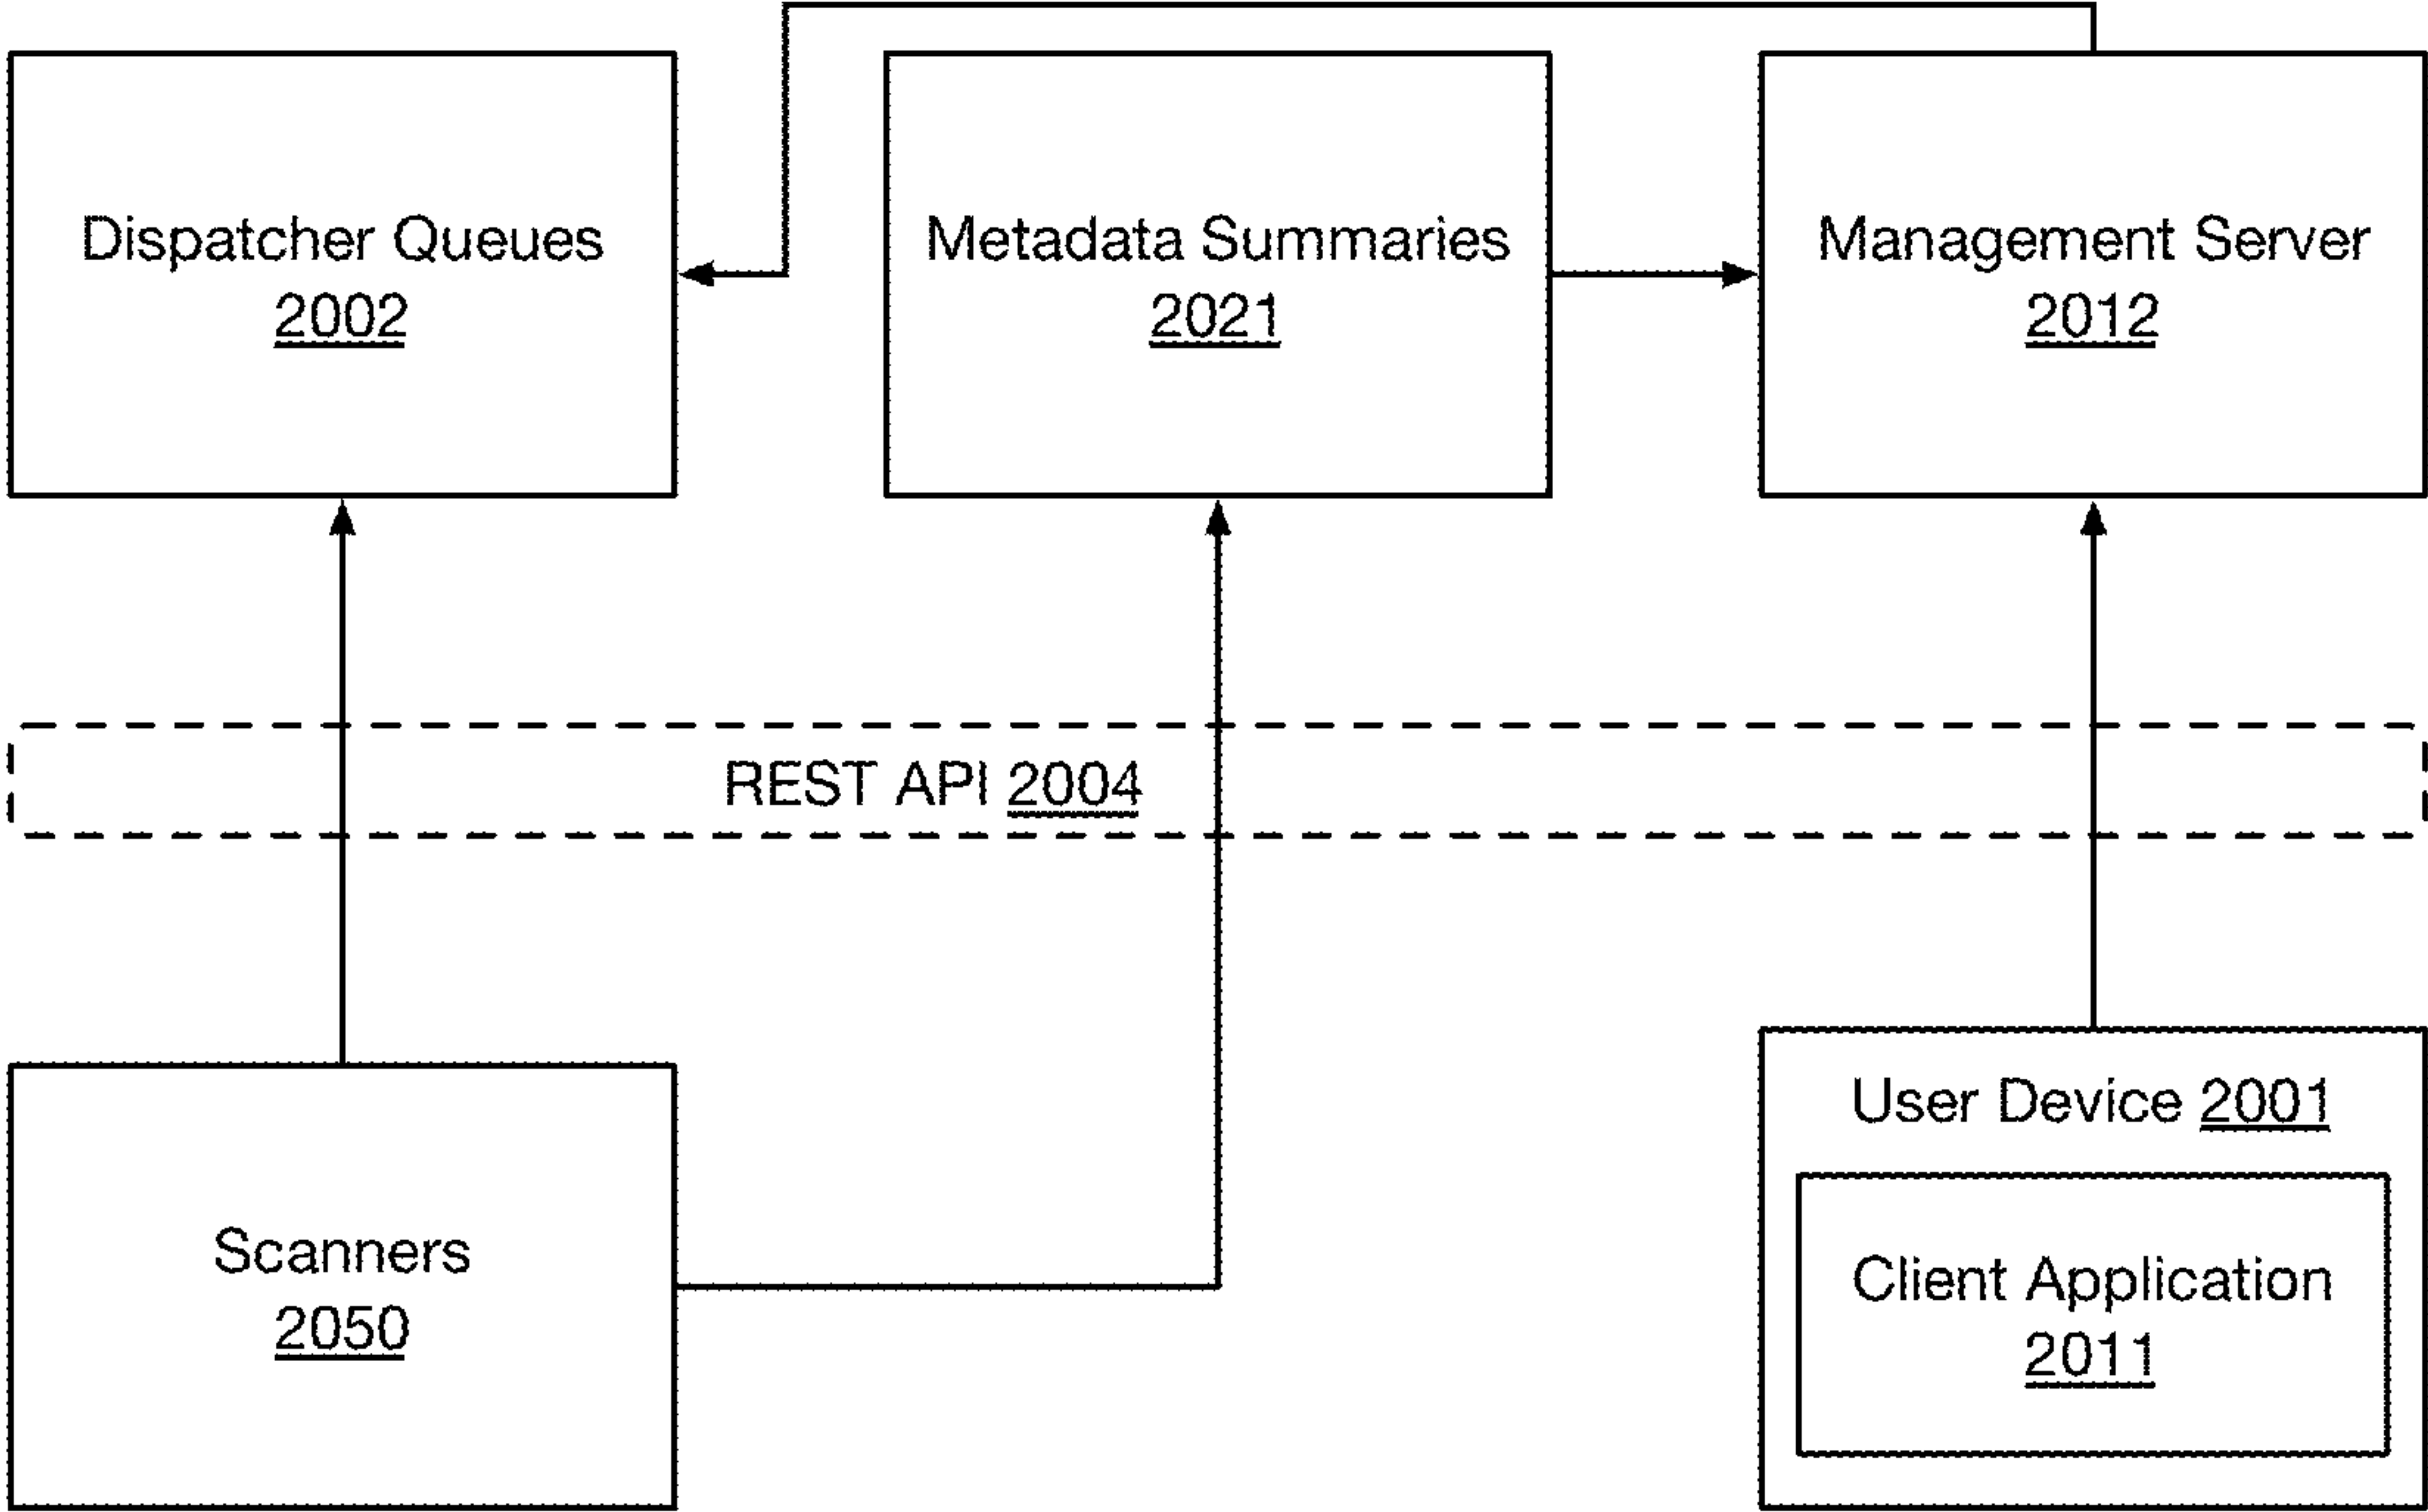 Dispatcher Queues
2002
Metadata Summaries
2021
Management Server
2012
REST API 2004
Scanners
2050
User Device 2001
Client Application
2011